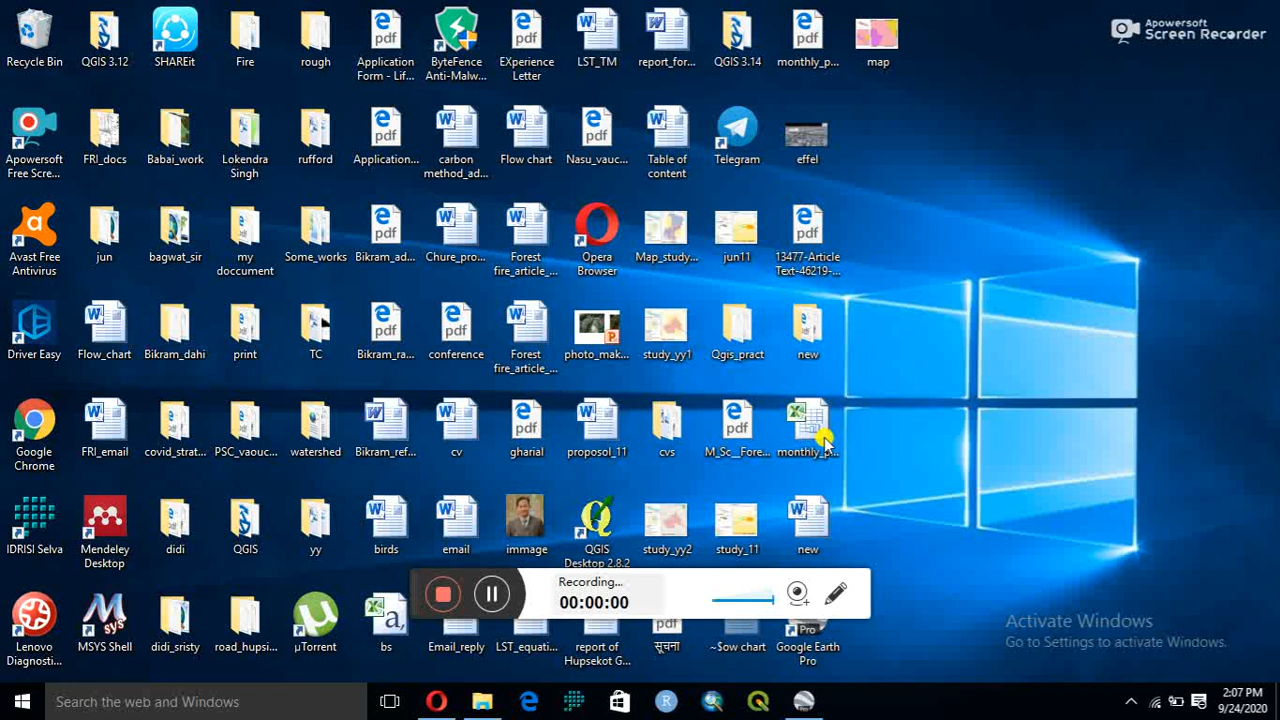 Apowersoft
Screen Recorder
Recycle Bin
QGIS 3.12
SHAREit
Fire
rough
Application
Form - Lif...
ByteFence
Anti-Malw...
EXperience
Letter
LST_TM
report_for...
QGIS 3.14
monthly_p...
map
Apowersoft
Free Scre...
FRI_docs
Babai_work
Lokendra
Singh
rufford
Application...
carbon
method_ad...
Flow chart
Nasu_vauc...
Table of
content
Telegram
effel
Avast Free
Antivirus
jun
bagwat_sir
my
doccument
Some_works
Bikram_ad...
Chure_pro...
Forest
fire_article_...
Opera
Browser
Map_study...
jun11
13477-Article
Text-46219-...
Driver Easy
Flow_chart
Bikram_dahi
print
TC
Bikram_ra...
conference
Forest
fire_article_...
photo_mak...
study_yy1
Qgis_pract
new
Google
Chrome
FRI_email
covid_strat...
PSC_vaouc...
watershed
Bikram_ref...
cv
gharial
proposol_11
cvs
M_Sc__Fore...
monthly_p...
IDRISI Selva
Mendeley
Desktop
didi
QGIS
yy
birds
email
immage
QGIS
Desktop 2.8.2
study_yy2
study_11
new
Recording...
00:00:00
Lenovo
Diagnosti...
MSYS Shell
didi_sristy
road_hupsi...
µTorrent
bs
Email_reply
LST_equati...
report of
Hupsekot G...
सूचना
~$ow chart
Google Earth
Pro
Activate Windows
Go to Settings to activate Windows.
Search the web and Windows
2:07 PM
9/24/2020